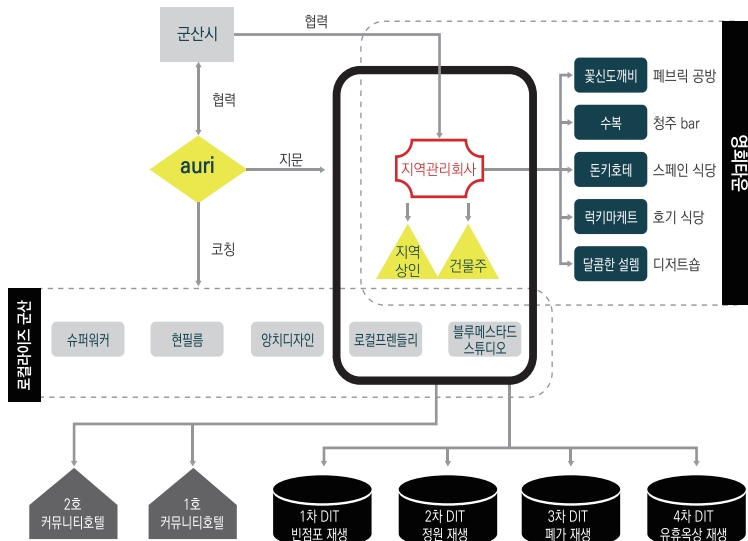 협력
군산시
협력
auri
자문
코칭
지역관리회사
지역
상인
건물주
꽃신도깨비
폐브릭 공방
수복
청주 bar
돈키호테
스페인 식당
럭키마케트
호기 식당
달콤한 설렘
디저트숍
영화타운
로컬라이즈 군산
슈퍼워커
현필름
앙치디자인
로컬프렌들리
블루메스타드
스튜디오
2호
커뮤니티호텔
1호
커뮤니티호텔
1차 DIT
빈점포 재생
2차 DIT
정원 재생
3차 DIT
폐가 재생
4차 DIT
유휴옥상 재생